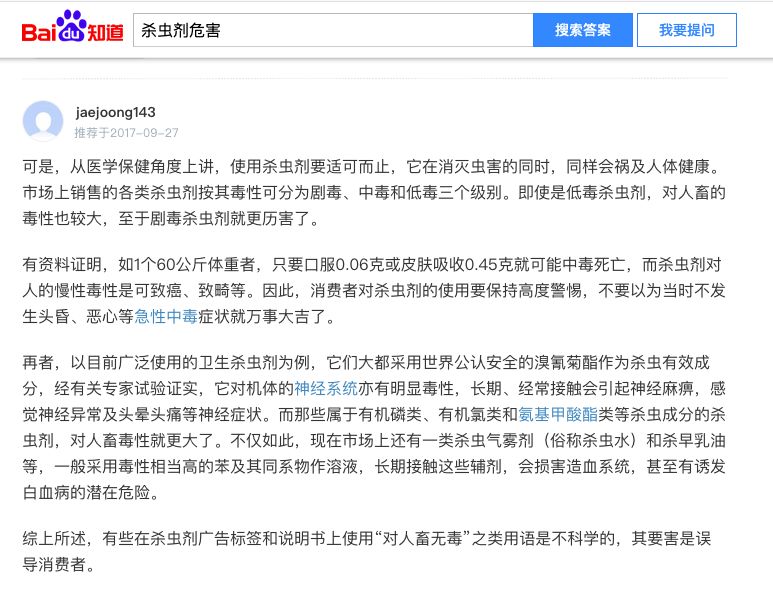 Bai du 知道
杀虫剂危害
搜索答案
我要提问
jaejoong143
推荐于2017-09-27
可是，从医学保健角度上讲，使用杀虫剂要适可而止，它在消灭虫害的同时，同样会祸及人体健康。
市场上销售的各类杀虫剂按其毒性可分为剧毒、中毒和低毒三个级别。即使是低毒杀虫剂，对人畜的
毒性也较大，至于剧毒杀虫剂就更历害了。
有资料证明，如1个60公斤体重者，只要口服0.06克或皮肤吸收0.45克就可能中毒死亡，而杀虫剂对
人的慢性毒性是可致癌、致畸等。因此，消费者对杀虫剂的使用要保持高度警惕，不要以为当时不发
生头昏、恶心等急性中毒症状就万事大吉了。
再者，以目前广泛使用的卫生杀虫剂为例，它们大都采用世界公认安全的溴氰菊酯作为杀虫有效成
分，经有关专家试验证实，它对机体的神经系统亦有明显毒性，长期、经常接触会引起神经麻痹，感
觉神经异常及头晕头痛等神经症状。而那些属于有机磷类、有机氯类和氨基甲酸酯类等杀虫成分的杀
虫剂，对人畜毒性就更大了。不仅如此，现在市场上还有一类杀虫气雾剂（俗称杀虫水）和杀早乳油
等，一般采用毒性相当高的苯及其同系物作溶液，长期接触这些辅剂，会损害造血系统，甚至有诱发
白血病的潜在危险。
综上所述，有些在杀虫剂广告标签和说明书上使用“对人畜无毒”之类用语是不科学的，其要害是误
导消费者。